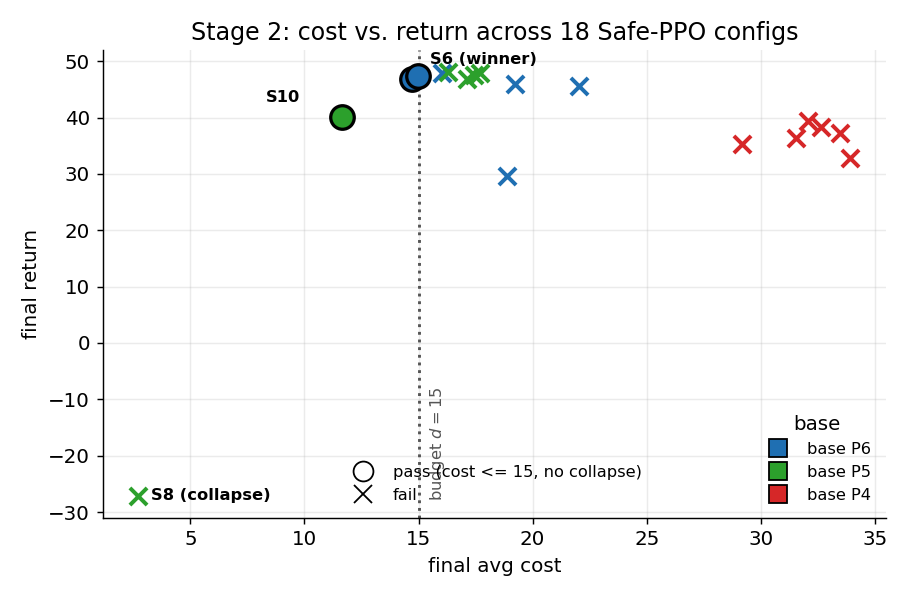 Stage 2: cost vs. return across 18 Safe-PPO configs
50
40
30
20
10
0
−10
−20
−30
final return
S6 (winner)
S10
S8 (collapse)
budget d = 15
pass (cost <= 15, no collapse)
fail
base
base P6
base P5
base P4
5
10
15
20
25
30
35
final avg cost